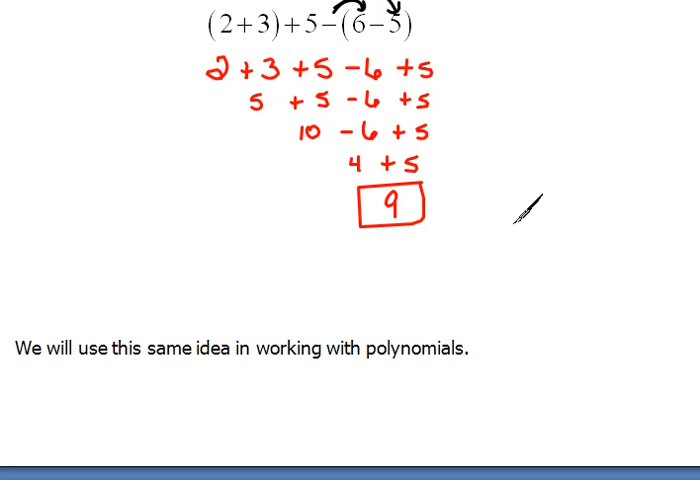 (2+3)+5−(6−5)
2 + 3 + 5 − 6 + 5
5 + 5 − 6 + 5
10 − 6 + 5
4 + 5
9
We will use this same idea in working with polynomials.